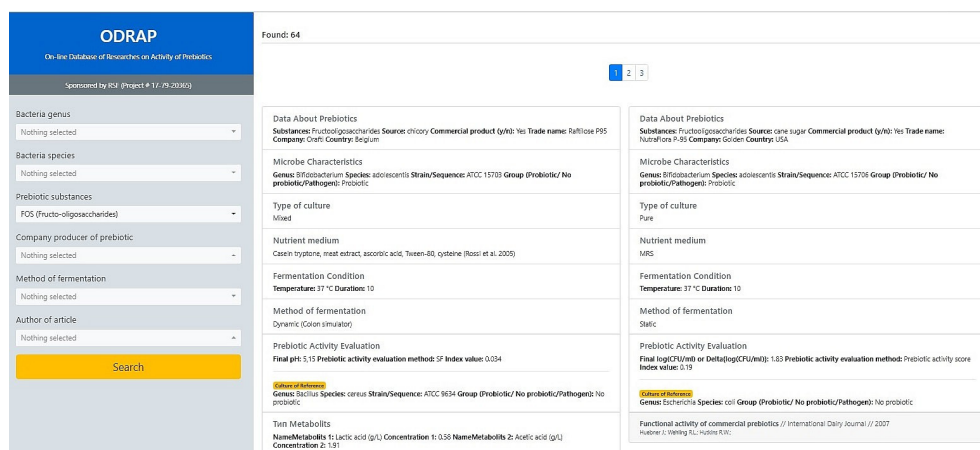 ODRAP
On-line Database of Researches on Activity of Prebiotics
Sponsored by RSF (Project # 17-79-20365)
Bacteria genus
Nothing selected
Bacteria species
Nothing selected
Prebiotic substances
FOS (Fructo-oligosaccharides)
Company producer of prebiotic
Nothing selected
Method of fermentation
Nothing selected
Author of article
Nothing selected
Search
Found: 64
1 2 3
Data About Prebiotics
Substances: Fructooligosaccharides Source: chicory Commercial product (y/n): Yes Trade name: Raftilose P95
Company: Orafti Country: Belgium
Microbe Characteristics
Genus: Bifidobacterium Species: adolescentis Strain/Sequence: ATCC 15703 Group (Probiotic/ No
probiotic/Pathogen): Probiotic
Type of culture
Mixed
Nutrient medium
Casein tryptone, meat extract, ascorbic acid, Tween-80, cysteine (Rossi et al. 2005)
Fermentation Condition
Temperature: 37 °C Duration: 10
Method of fermentation
Dynamic (Colon simulator)
Prebiotic Activity Evaluation
Final pH: 5,15 Prebiotic activity evaluation method: SF Index value: 0.034
Culture of Reference
Genus: Bacillus Species: cereus Strain/Sequence: ATCC 9634 Group (Probiotic/ No probiotic/Pathogen): No
probiotic
Two Metabols
NameMetabolits 1: Lactic acid (g/L) Concentration 1: 0.58 NameMetabolits 2: Acetic acid (g/L)
Concentration 2: 1.91
Data About Prebiotics
Substances: Fructooligosaccharides Source: cane sugar Commercial product (y/n): Yes Trade name:
NutraFlora P-95 Company: Golden Country: USA
Microbe Characteristics
Genus: Bifidobacterium Species: adolescentis Strain/Sequence: ATCC 15706 Group (Probiotic/ No
probiotic/Pathogen): Probiotic
Type of culture
Pure
Nutrient medium
MRS
Fermentation Condition
Temperature: 37 °C Duration: 10
Method of fermentation
Static
Prebiotic Activity Evaluation
Final log(CFU/ml) or Delta(log(CFU/ml)): 1.83 Prebiotic activity evaluation method: Prebiotic activity score
Index value: 0.19
Culture of Reference
Genus: Escherichia Species: coli Group (Probiotic/ No probiotic/Pathogen): No probiotic
Functional activity of commercial prebiotics // International Dairy Journal // 2007
Huebner J.; Wehling R.L.; Hutkins R.W.;